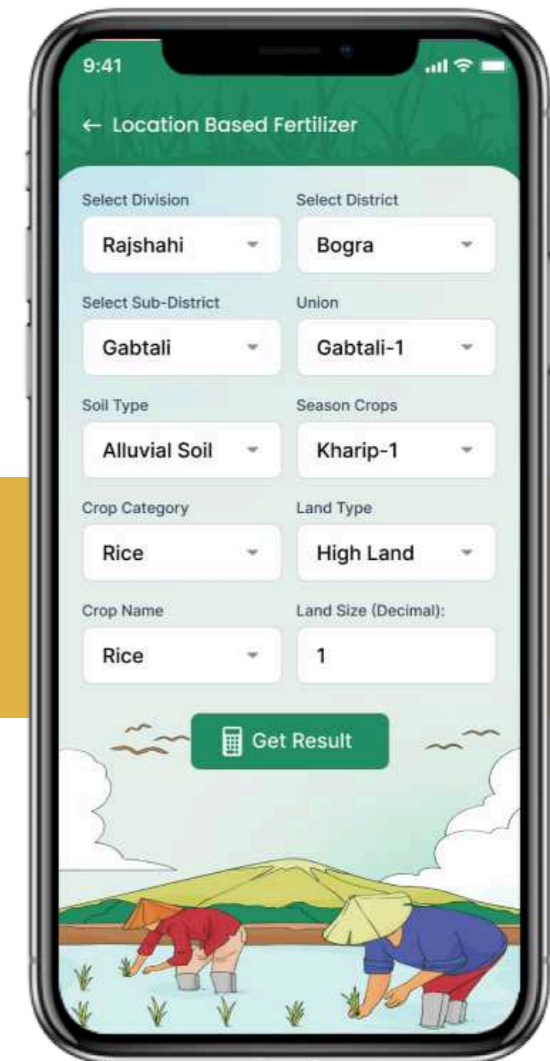 9:41
← Location Based Fertilizer
Select Division Select District
Rajshahi Bogra
Select Sub-District Union
Gabtali Gabtali-1
Soil Type Season Crops
Alluvial Soil Kharip-1
Crop Category Land Type
Rice High Land
Crop Name Land Size (Decimal):
Rice 1
Get Result